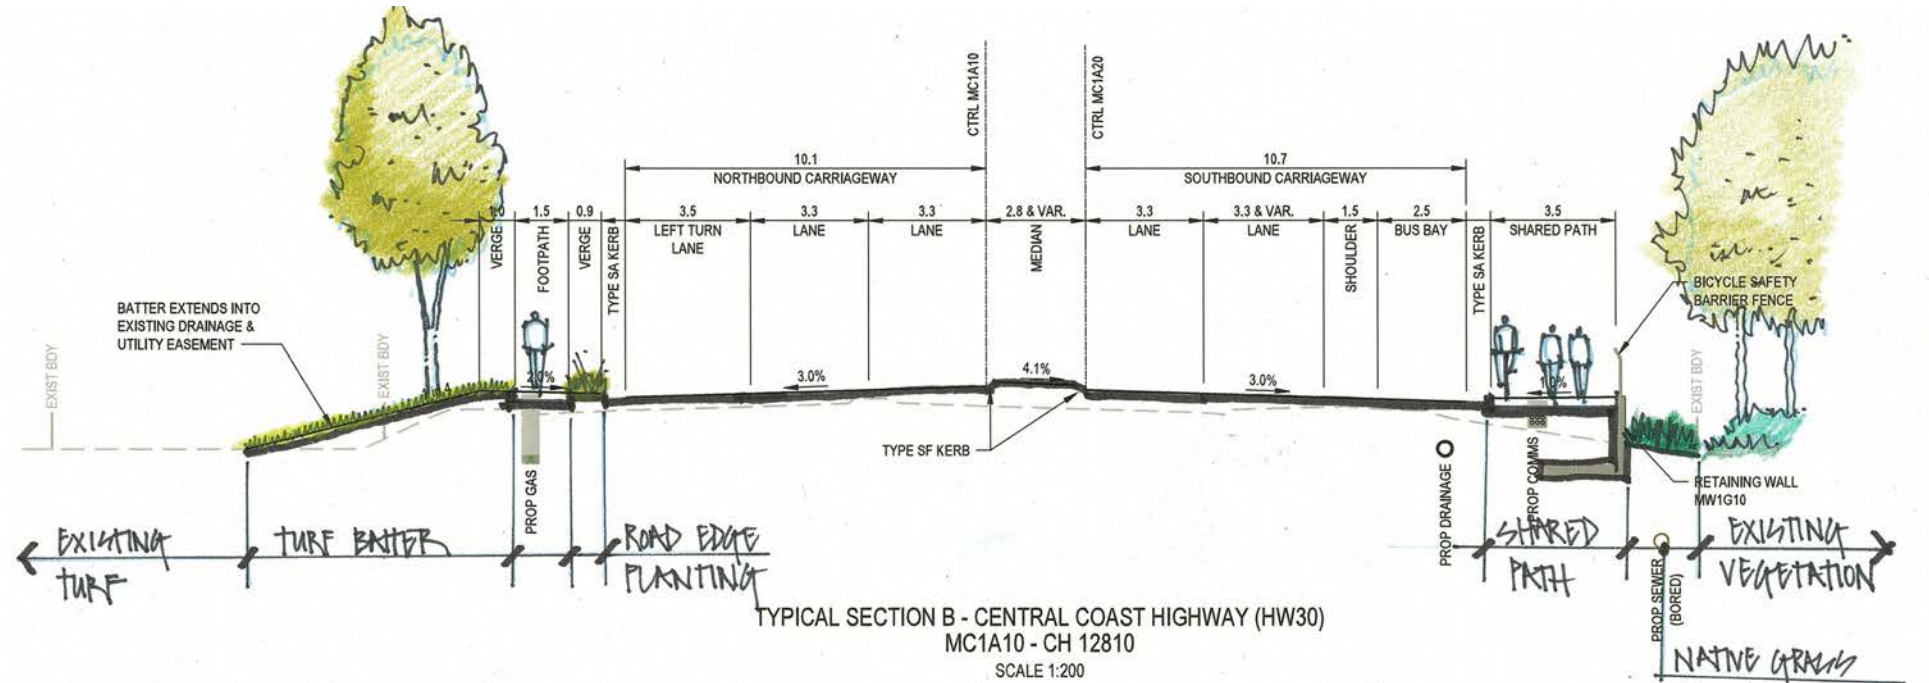 CTRL MC1A10
CTRL MC1A20
10.1
NORTHBOUND CARRIAGEWAY
10.7
SOUTHBOUND CARRIAGEWAY
1.0
VERGE
1.5
FOOTPATH
0.9
VERGE
TYPE SA KERB
3.5
LEFT TURN
LANE
3.3
LANE
3.3
LANE
2.8 & VAR.
MEDIAN
3.3
LANE
3.3 & VAR.
LANE
1.5
SHOULDER
2.5
BUS BAY
TYPE SA KERB
3.5
SHARED PATH
BICYCLE SAFETY
BARRIER FENCE
BATTER EXTENDS INTO
EXISTING DRAINAGE &
UTILITY EASEMENT
EXIST BDY
EXIST BDY
2.0%
3.0%
4.1%
3.0%
1.0%
EXIST BDY
TYPE SF KERB
PROP GAS
PROP DRAINAGE
PROP COMMS
RETAINING WALL
MW1G10
EXISTING
TURF
TURF BATTER
ROAD EDGE
PLANTING
SHARED
PATH
PROP SEWER
(BORED)
EXISTING
VEGETATION
NATIVE GRASS
TYPICAL SECTION B - CENTRAL COAST HIGHWAY (HW30)
MC1A10 - CH 12810
SCALE 1:200